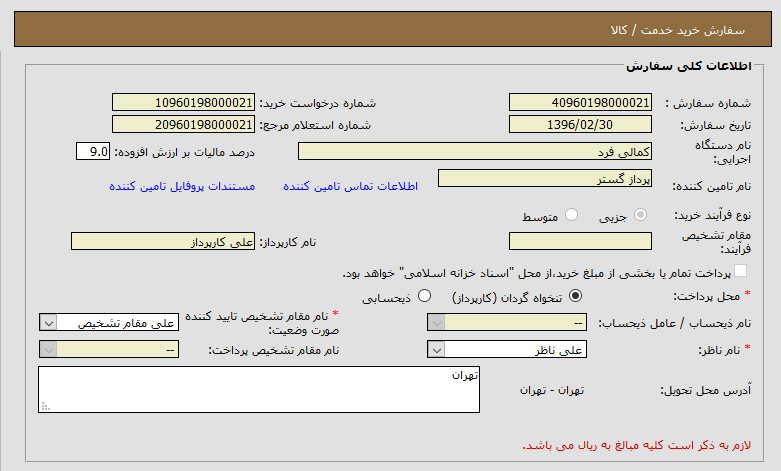 سفارش خرید خدمت / کالا
اطلاعات کلی سفارش
شماره سفارش : 40960198000021 شماره درخواست خرید: 10960198000021
تاریخ سفارش: 1396/02/30 شماره استعلام مرجع: 20960198000021
نام دستگاه اجرایی: کمالی فرد درصد مالیات بر ارزش افزوده: 9.0
نام تامین کننده: پرداز گستر اطلاعات تماس تامین کننده مستندات پروفایل تامین کننده
نوع فرآیند خرید: جزیی متوسط
مقام تشخیص فرآیند: نام کارپرداز: علی کارپرداز
پرداخت تمام یا بخشی از مبلغ خرید،از محل "اسناد خزانه اسلامی" خواهد بود.
* محل پرداخت: تنخواه گردان (کارپرداز) ذیحسابی
نام ذیحساب / عامل ذیحساب: -- * نام مقام تشخیص تایید کننده صورت وضعیت: علی مقام تشخیص
* نام ناظر: علی ناظر نام مقام تشخیص پرداخت: --
آدرس محل تحویل: تهران - تهران تهران
لازم به ذکر است کلیه مبالغ به ریال می باشد.